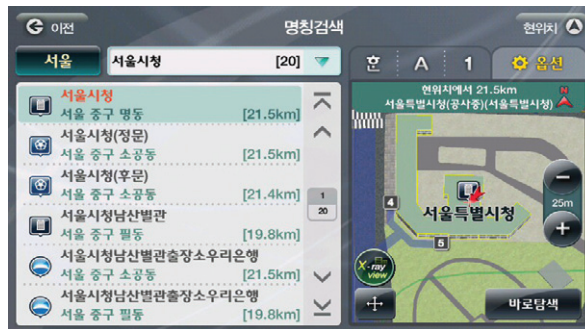 이전
명칭검색
현위치
서울
서울시청
[20]
훈 A 1
옵션
서울시청
서울 중구 명동 [21.5km]
서울시청(정문)
서울 중구 소공동 [21.5km]
서울시청(후문)
서울 중구 소공동 [21.4km]
서울시청남산별관
서울 중구 필동 [19.8km]
서울시청남산별관출장소우리은행
서울 중구 소공동 [21.5km]
서울시청남산별관출장소우리은행
서울 중구 필동 [19.8km]
1
20
현위치에서 21.5km
서울특별시청(공사중)(서울특별시청)
N
서울특별시청
4
5
25m
X-ray
view
바로탐색